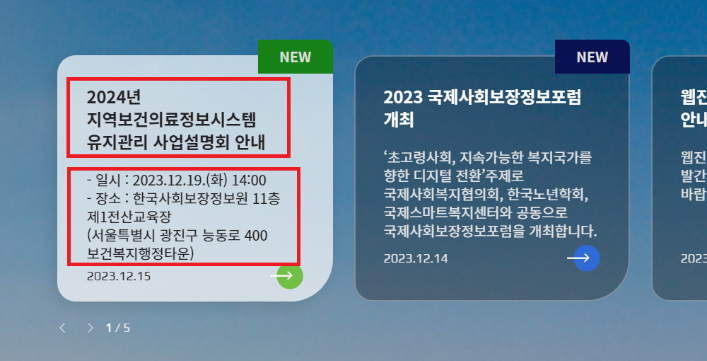 NEW
2024년
지역보건의료정보시스템
유지관리 사업설명회 안내
- 일시 : 2023.12.19.(화) 14:00
- 장소 : 한국사회보장정보원 11층
제1전산교육장
(서울특별시 광진구 능동로 400
보건복지행정타운)
2023.12.15
NEW
2023 국제사회보장정보포럼
개최
‘초고령사회, 지속가능한 복지국가를
향한 디지털 전환’주제로
국제사회복지협의회, 한국노년학회,
국제스마트복지센터와 공동으로
국제사회보장정보포럼을 개최합니다.
2023.12.14
웹진
안내
웹진
발간
바랍
2023
1 / 5